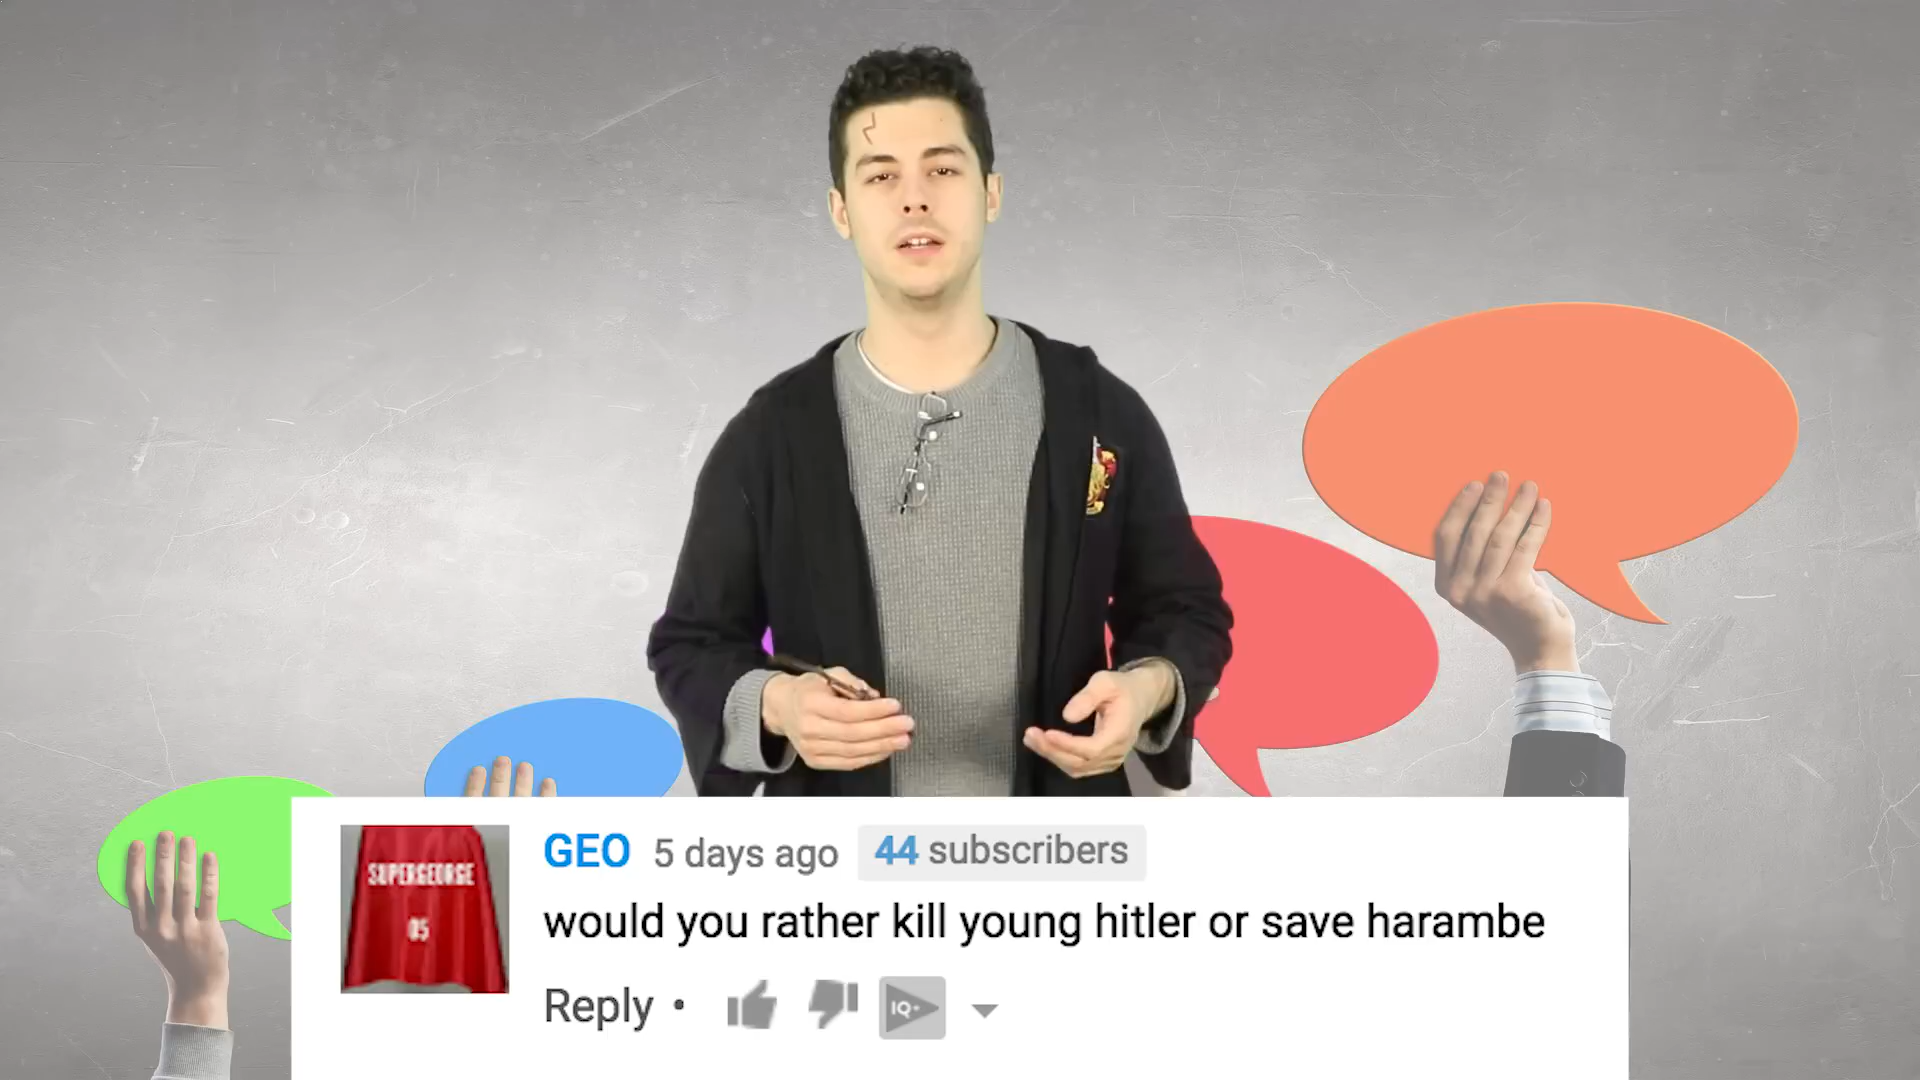 SUPERGEORGE
05
GEO 5 days ago 44 subscribers
would you rather kill young hitler or save harambe
Reply •
IQ+